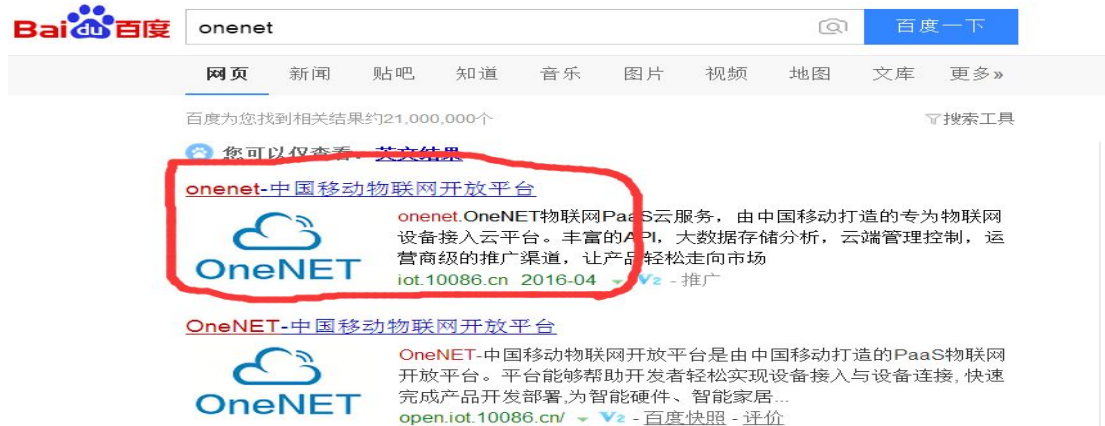 Bai du 百度 onenet 百度一下
网页 新闻 贴吧 知道 音乐 图片 视频 地图 文库 更多»
百度为您找到相关结果约21,000,000个 搜索工具
您可以仅查看：英文结果
onenet-中国移动物联网开放平台
onenet.OneNET物联网PaaS云服务，由中国移动打造的专为物联网
设备接入云平台。丰富的API，大数据存储分析，云端管理控制，运
营商级的推广渠道，让产品轻松走向市场
OneNET
iot.10086.cn 2016-04 V2 - 推广
OneNET-中国移动物联网开放平台
OneNET-中国移动物联网开放平台是由中国移动打造的PaaS物联网
开放平台。平台能够帮助开发者轻松实现设备接入与设备连接,快速
完成产品开发部署,为智能硬件、智能家居...
OneNET
open.iot.10086.cn/ V2 - 百度快照 - 评价